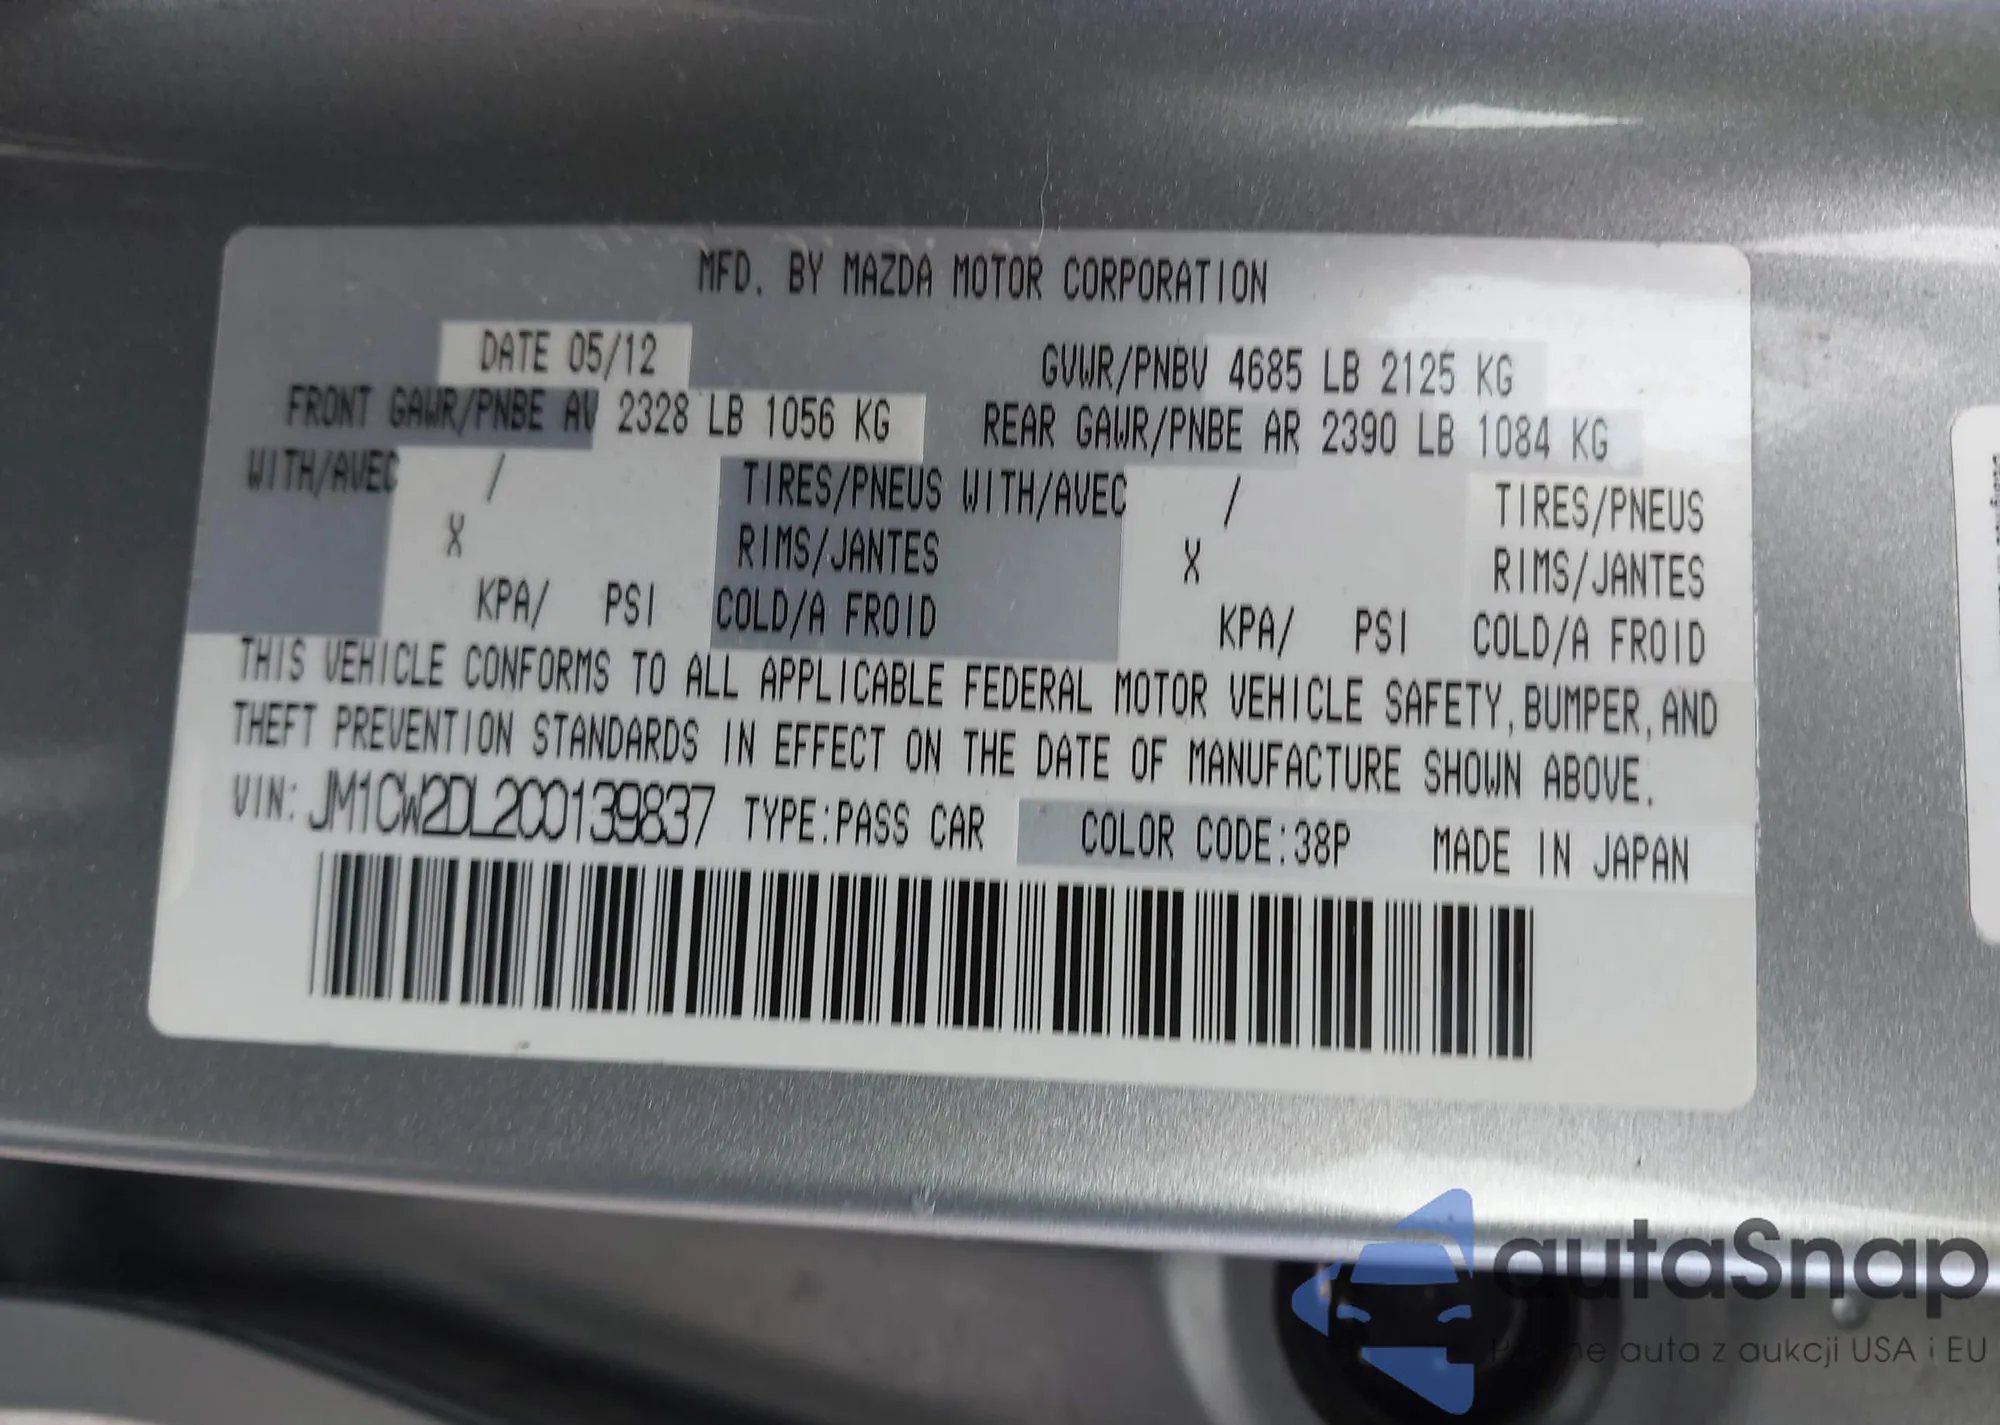 MFD. BY MAZDA MOTOR CORPORATION
DATE 05/12 GVWR/PNBV 4685 LB 2125 KG
FRONT GAWR/PNBE AV 2328 LB 1056 KG REAR GAWR/PNBE AR 2390 LB 1084 KG
WITH/AVEC / TIRES/PNEUS WITH/AVEC / TIRES/PNEUS
X RIMS/JANTES X RIMS/JANTES
KPA/ PSI COLD/A FROID KPA/ PSI COLD/A FROID
THIS VEHICLE CONFORMS TO ALL APPLICABLE FEDERAL MOTOR VEHICLE SAFETY, BUMPER, AND
THEFT PREVENTION STANDARDS IN EFFECT ON THE DATE OF MANUFACTURE SHOWN ABOVE.
VIN: JM1CW2DL2C0139837 TYPE:PASS CAR COLOR CODE:38P MADE IN JAPAN
autaSnap
auta z aukcji USA i EU